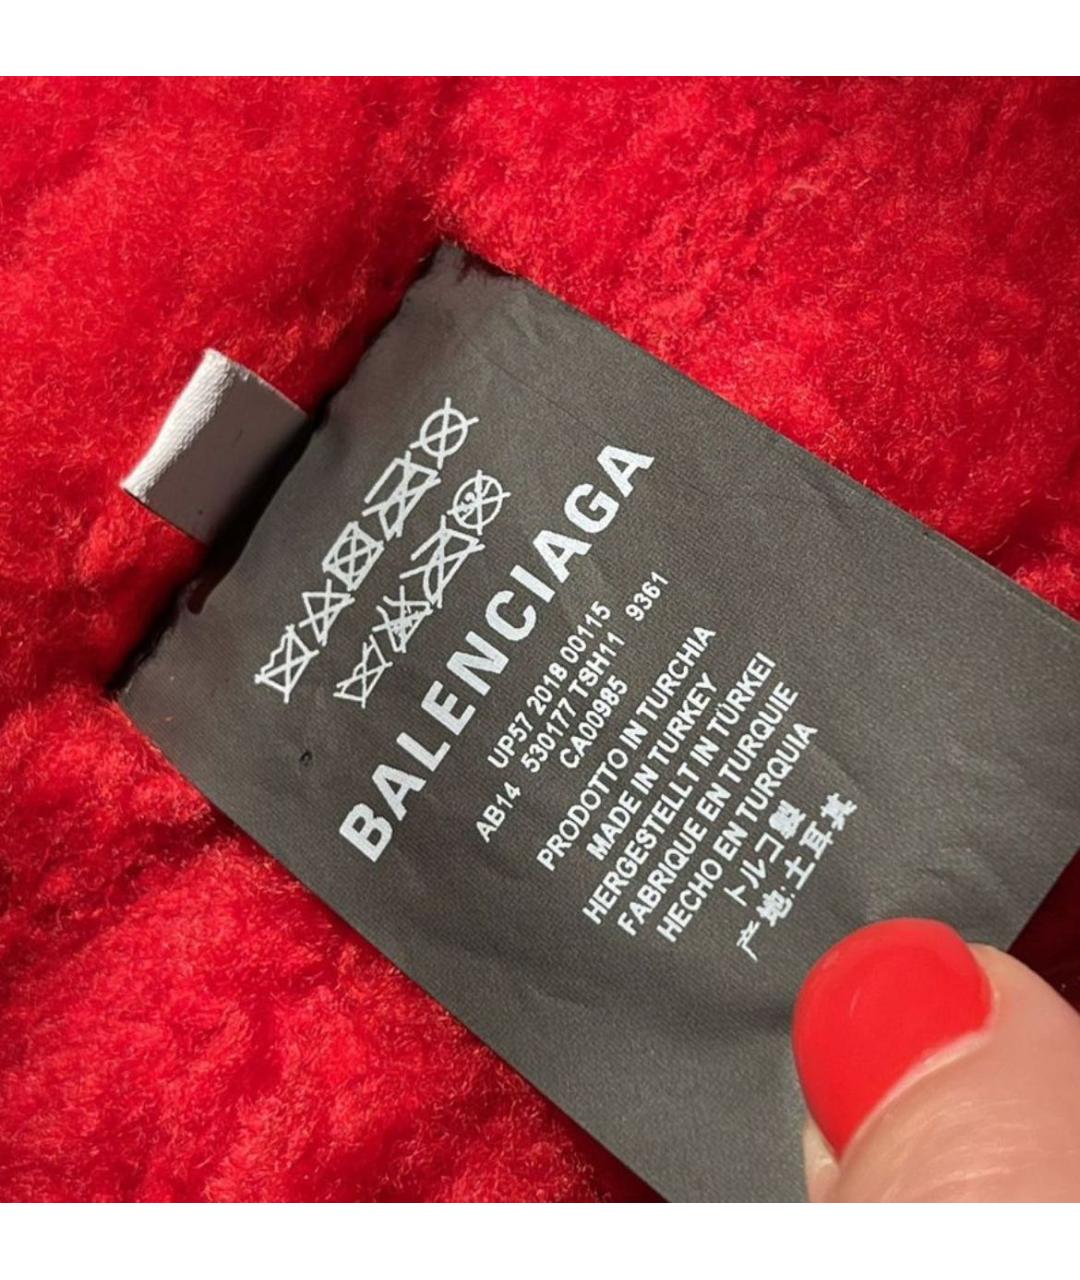 BALENCIAGA
UP57 2018 00115
AB14 530177 TSH11 9361
CA00985
PRODOTTO IN TURCHIA
MADE IN TURKEY
HERGESTELLT IN TÜRKEI
FABRIQUE EN TURQUIE
HECHO EN TURQUIA
トルコ製
产地:土耳其